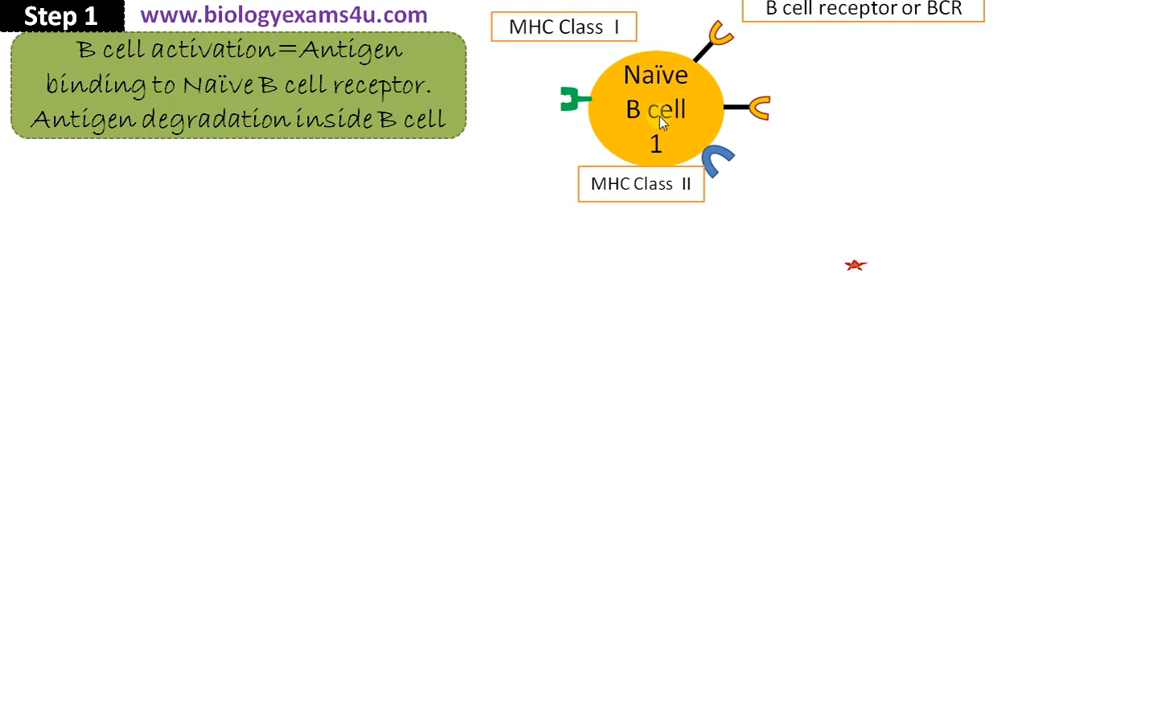 Step 1
www.biologyexams4u.com
B cell activation=Antigen
binding to Naïve B cell receptor.
Antigen degradation inside B cell
MHC Class I
B cell receptor or BCR
Naïve
B cell
1
MHC Class II